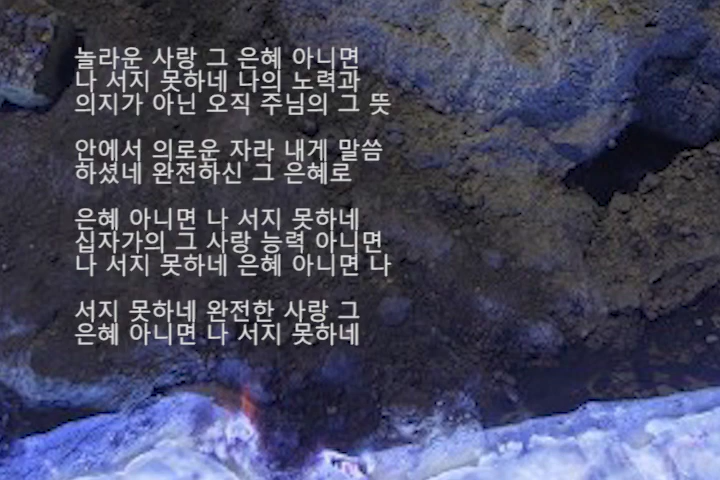 놀라운 사랑 그 은혜 아니면
나 서지 못하네 나의 노력과
의지가 아닌 오직 주님의 그 뜻
안에서 의로운 자라 내게 말씀
하셨네 완전하신 그 은혜로
은혜 아니면 나 서지 못하네
십자가의 그 사랑 능력 아니면
나 서지 못하네 은혜 아니면 나
서지 못하네 완전한 사랑 그
은혜 아니면 나 서지 못하네